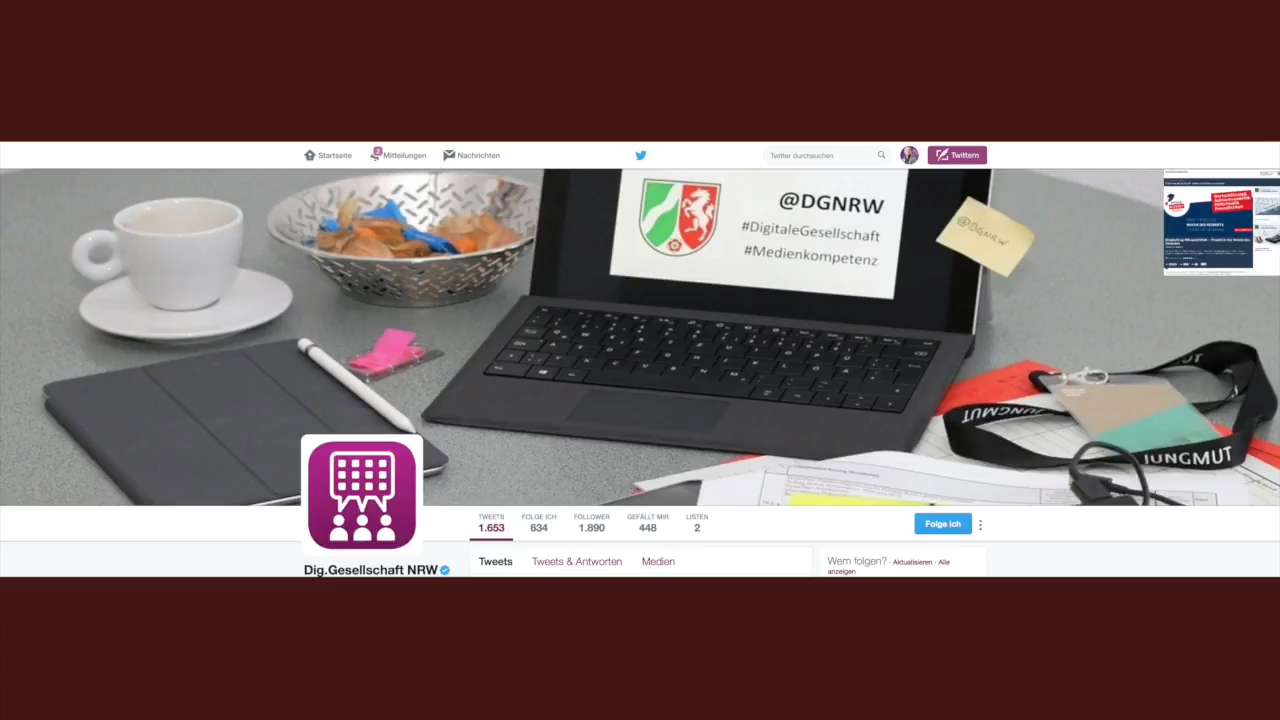 Startseite
2
Mitteilungen
Nachrichten
Twitter durchsuchen
Twittern
@DGNRW
#DigitaleGesellschaft
#Medienkompetenz
@DGNRW
JUNGMUT
JUNGMUT
JUNGMUT
TWEETS
1.653
FOLGE ICH
634
FOLLOWER
1.890
GEFÄLLT MIR
448
LISTEN
2
Folge ich
Dig.Gesellschaft NRW
Tweets
Tweets & Antworten
Medien
Wem folgen? · Aktualisieren · Alle
anzeigen